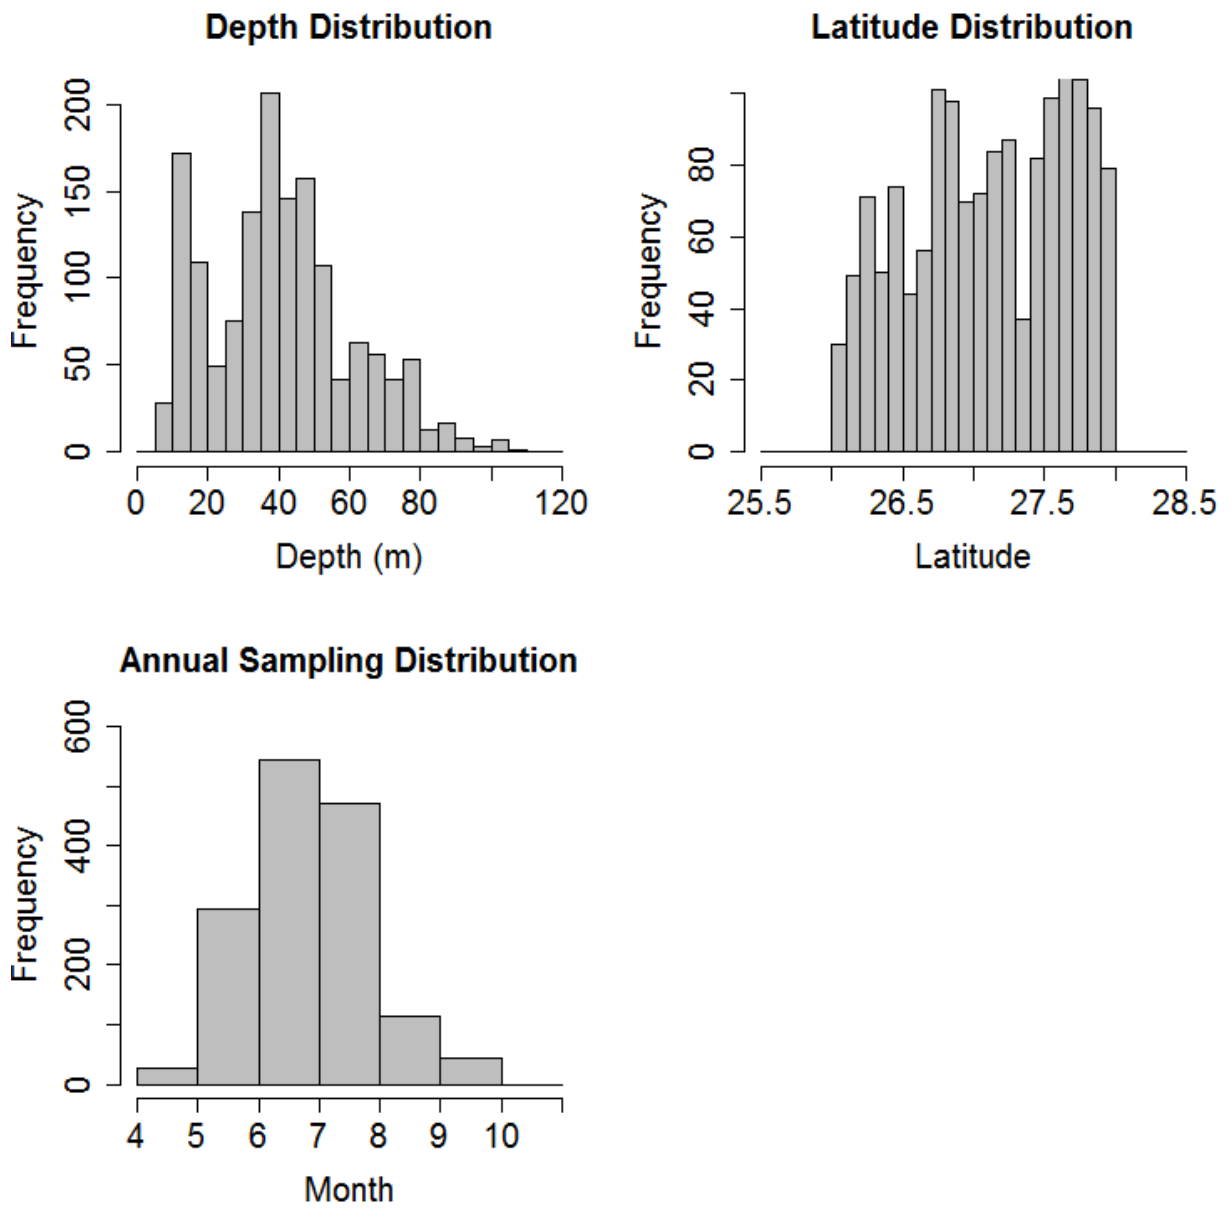 Depth Distribution
Frequency
0 50 100 150 200
0 20 40 60 80 120
Depth (m)
Latitude Distribution
Frequency
0 20 40 60 80
25.5 26.5 27.5 28.5
Latitude
Annual Sampling Distribution
Frequency
0 200 400 600
4 5 6 7 8 9 10
Month